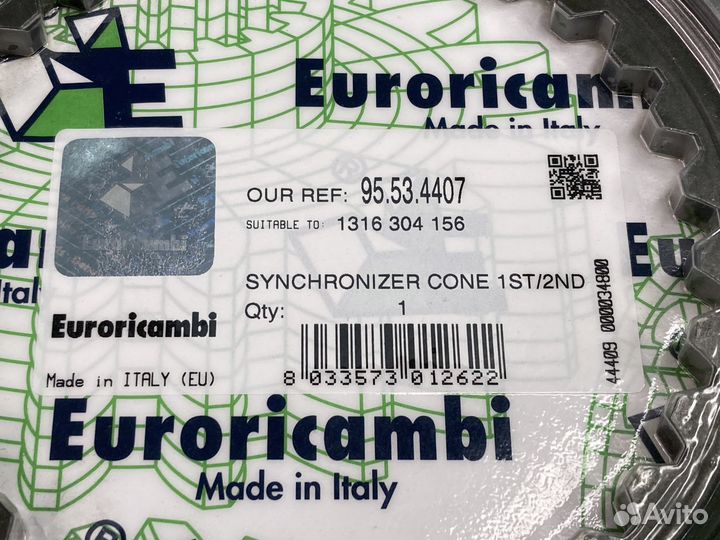 Euroricambi
Made in Italy
OUR REF: 95.53.4407
SUITABLE TO: 1316 304 156
Euroricambi
SYNCHRONIZER CONE 1ST/2ND
Qty: 1
Euroricambi
Made in ITALY (EU)
8 033573 012622
44409 000034800
Euroricambi
Made in Italy
Avito